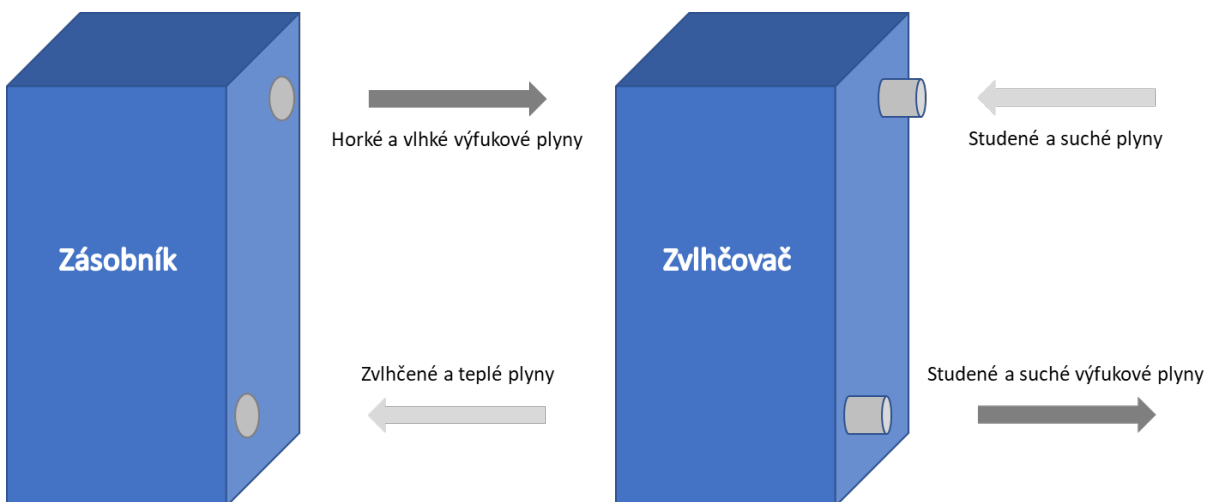 Horké a vlhké výfukové plyny
Studené a suché plyny
Zásobník
Zvlhčovač
Zvlhčené a teplé plyny
Studené a suché výfukové plyny